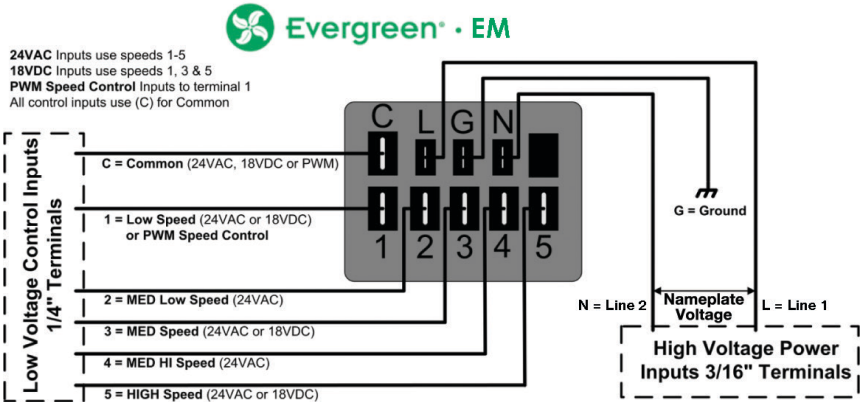 Evergreen® · EM
24VAC Inputs use speeds 1-5
18VDC Inputs use speeds 1, 3 & 5
PWM Speed Control Inputs to terminal 1
All control inputs use (C) for Common
Low Voltage Control Inputs
1/4" Terminals
C = Common (24VAC, 18VDC or PWM)
1 = Low Speed (24VAC or 18VDC)
or PWM Speed Control
2 = MED Low Speed (24VAC)
3 = MED Speed (24VAC or 18VDC)
4 = MED HI Speed (24VAC)
5 = HIGH Speed (24VAC or 18VDC)
C L G N
1 2 3 4 5
G = Ground
N = Line 2
Nameplate
Voltage
L = Line 1
High Voltage Power
Inputs 3/16" Terminals